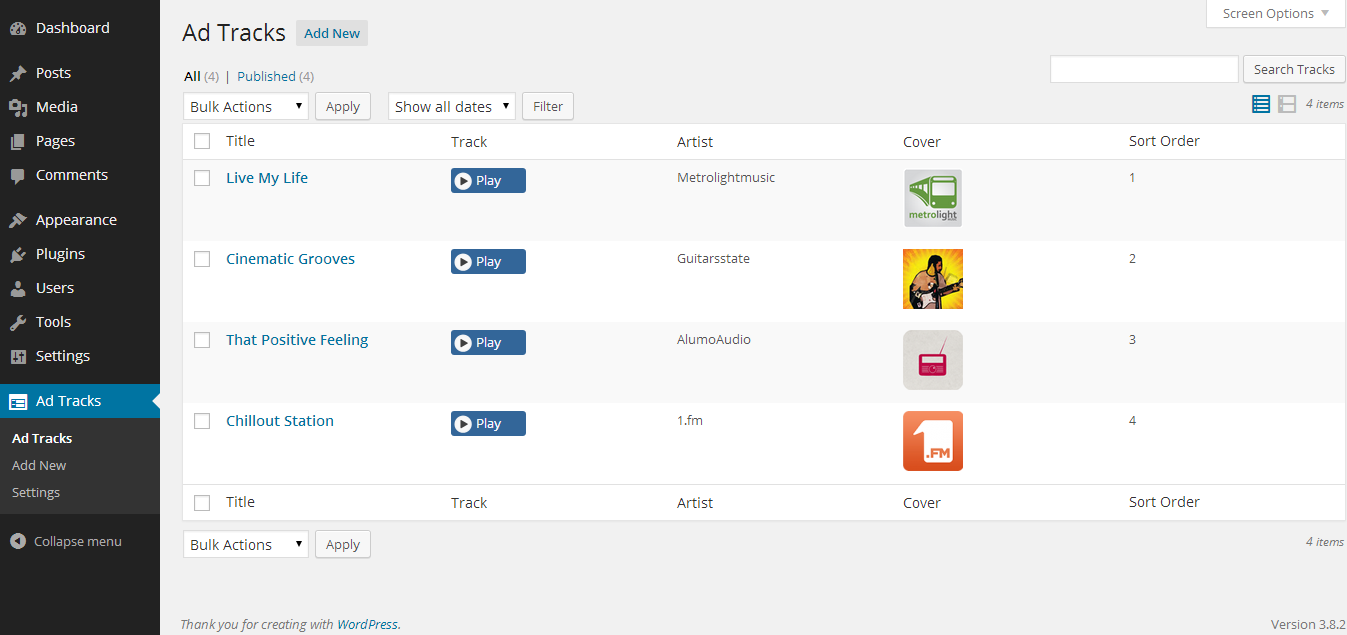 Dashboard
Posts
Media
Pages
Comments
Appearance
Plugins
Users
Tools
Settings
Ad Tracks
Ad Tracks
Add New
Settings
Collapse menu
Screen Options
Ad Tracks Add New
All (4) | Published (4)
Search Tracks
Bulk Actions Apply Show all dates Filter
4 items
Title Track Artist Cover Sort Order
Live My Life Play Metrolightmusic 1
metrolight
Cinematic Grooves Play Guitarsstate 2
That Positive Feeling Play AlumoAudio 3
Chillout Station Play 1.fm 4
1.FM
Title Track Artist Cover Sort Order
Bulk Actions Apply
4 items
Thank you for creating with WordPress.
Version 3.8.2